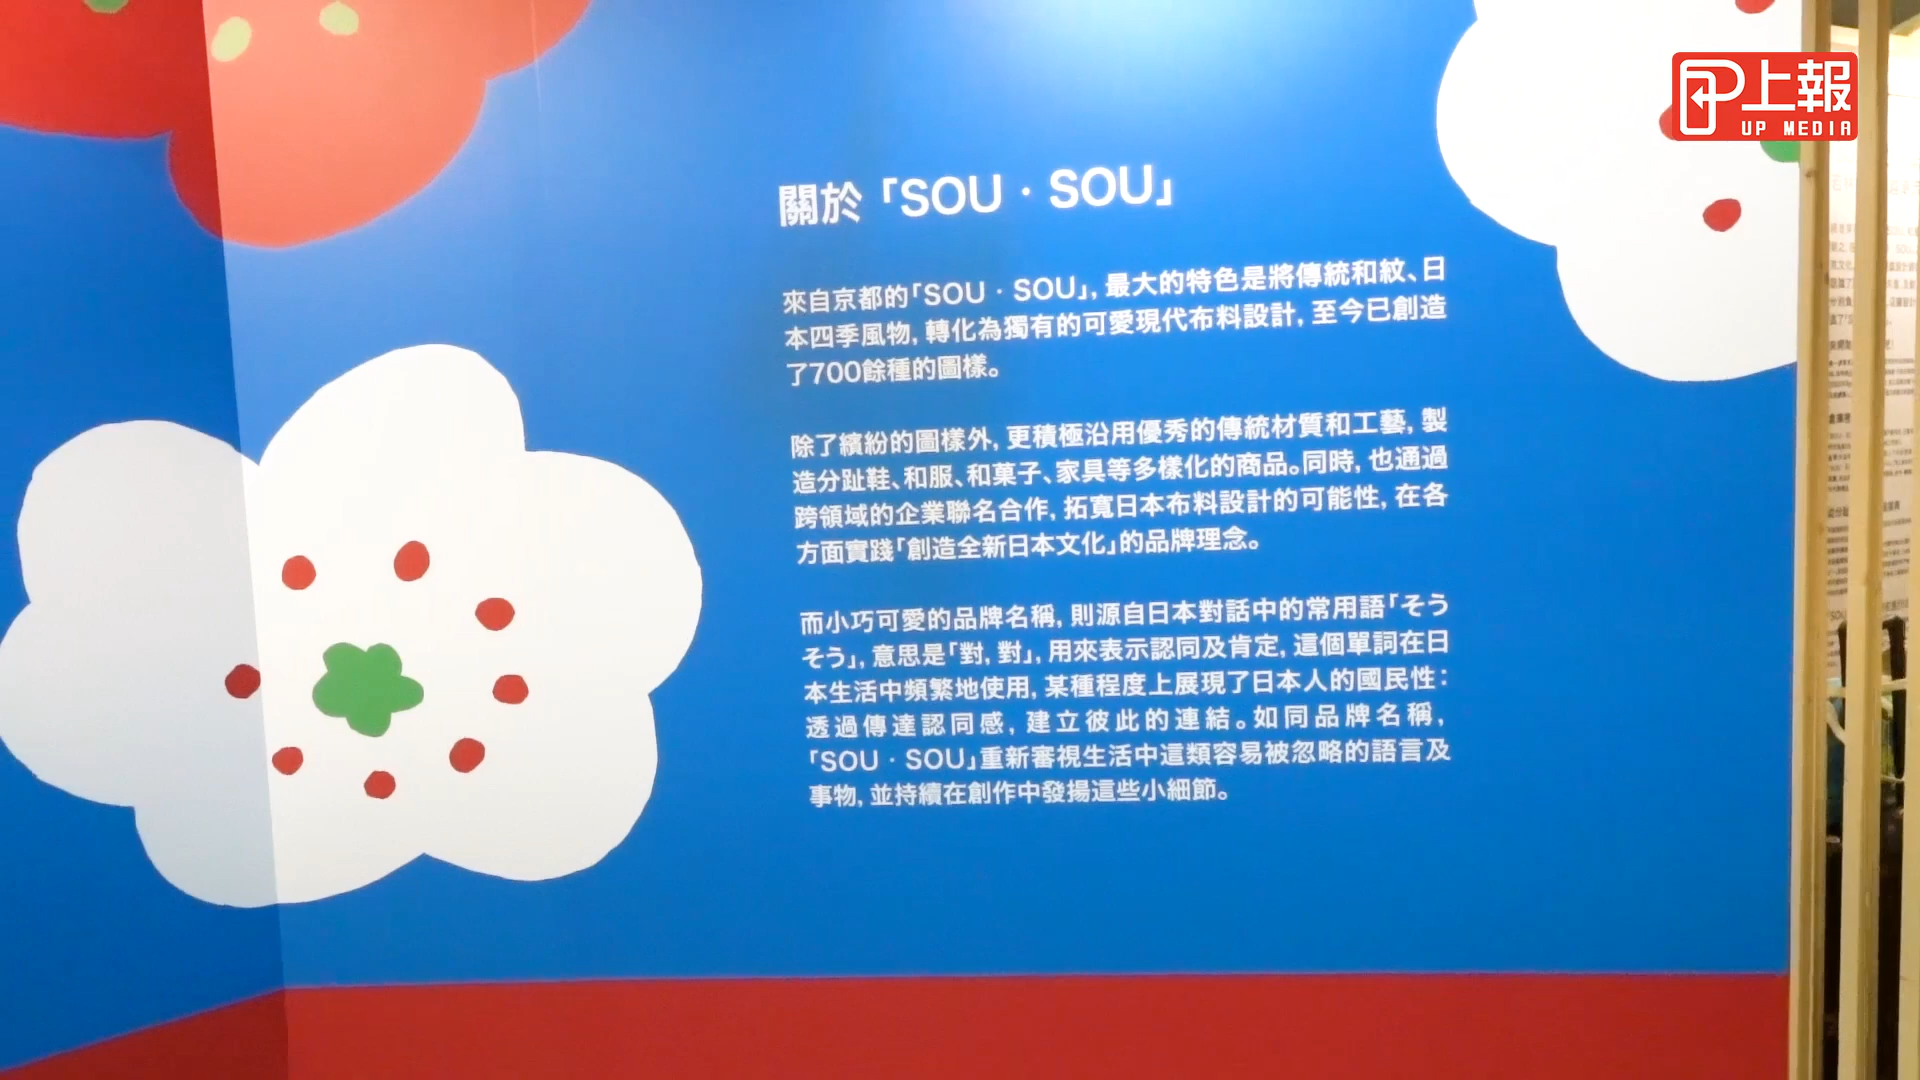 上報
UP MEDIA
關於「SOU・SOU」
來自京都的「SOU・SOU」，最大的特色是將傳統和紋、日
本四季風物，轉化為獨有的可愛現代布料設計，至今已創造
了700餘種的圖樣。
除了繽紛的圖樣外，更積極沿用優秀的傳統材質和工藝，製
造分趾鞋、和服、和菓子、家具等多樣化的商品。同時，也通過
跨領域的企業聯名合作，拓寬日本布料設計的可能性，在各
方面實踐「創造全新日本文化」的品牌理念。
而小巧可愛的品牌名稱，則源自日本對話中的常用語「そう
そう」，意思是「對，對」，用來表示認同及肯定，這個單詞在日
本生活中頻繁地使用，某種程度上展現了日本人的國民性：
透過傳達認同感，建立彼此的連結。如同品牌名稱，
「SOU・SOU」重新審視生活中這類容易被忽略的語言及
事物，並持續在創作中發揚這些小細節。